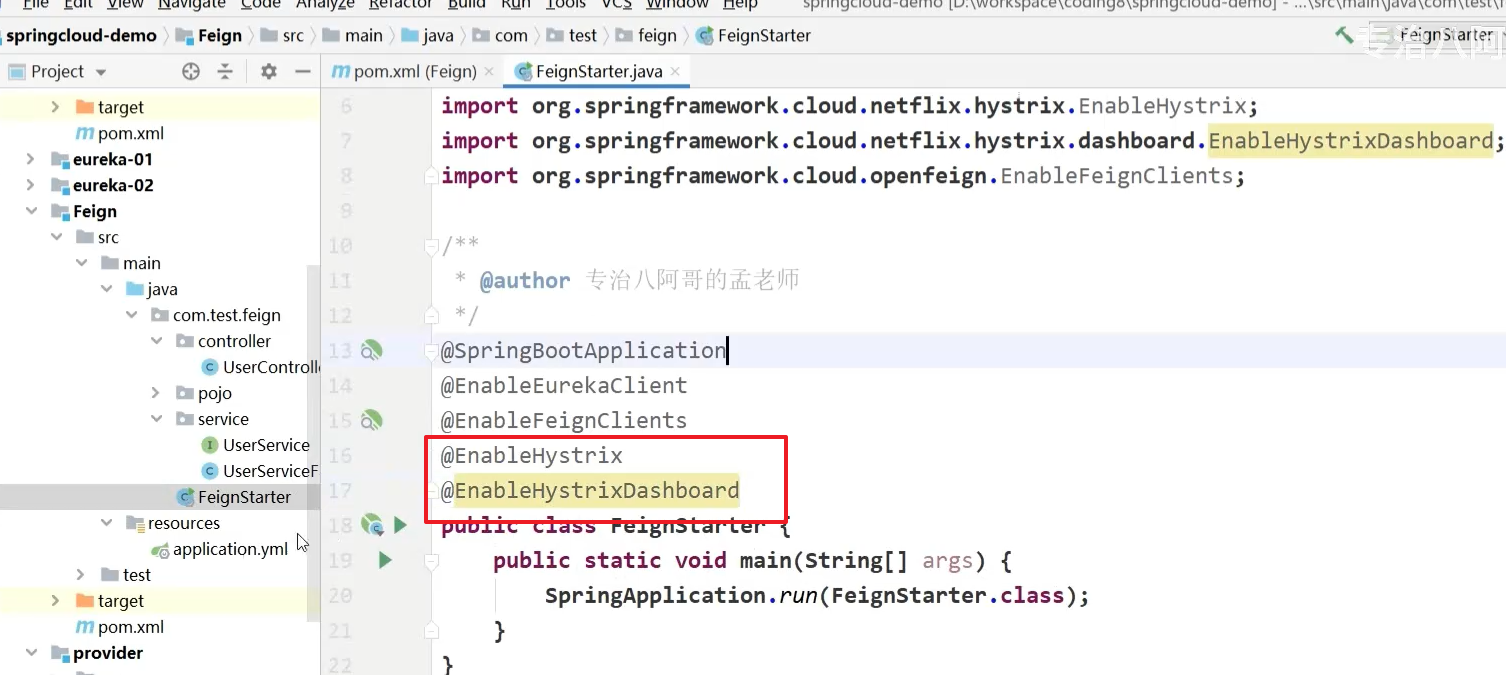 File Edit View Navigate Code Analyze Refactor Build Run Tools VCS Window Help springcloud-demo [D:\workspace\coding8\springcloud-demo] - ...\src\main\java\com\test\f
springcloud-demo Feign src main java com test feign FeignStarter FeignStarter
专治八阿
Project
pom.xml (Feign) FeignStarter.java
target
pom.xml
eureka-01
eureka-02
Feign
src
main
java
com.test.feign
controller
UserControlle
pojo
service
UserService
UserServiceF
FeignStarter
resources
application.yml
test
target
pom.xml
provider
6 import org.springframework.cloud.netflix.hystrix.EnableHystrix;
7 import org.springframework.cloud.netflix.hystrix.dashboard.EnableHystrixDashboard;
8 import org.springframework.cloud.openfeign.EnableFeignClients;
9
10 /**
11 * @author 专治八阿哥的孟老师
12 */
13 @SpringBootApplication
14 @EnableEurekaClient
15 @EnableFeignClients
16 @EnableHystrix
17 @EnableHystrixDashboard
18 public class FeignStarter {
19 public static void main(String[] args) {
20 SpringApplication.run(FeignStarter.class);
21 }
22 }